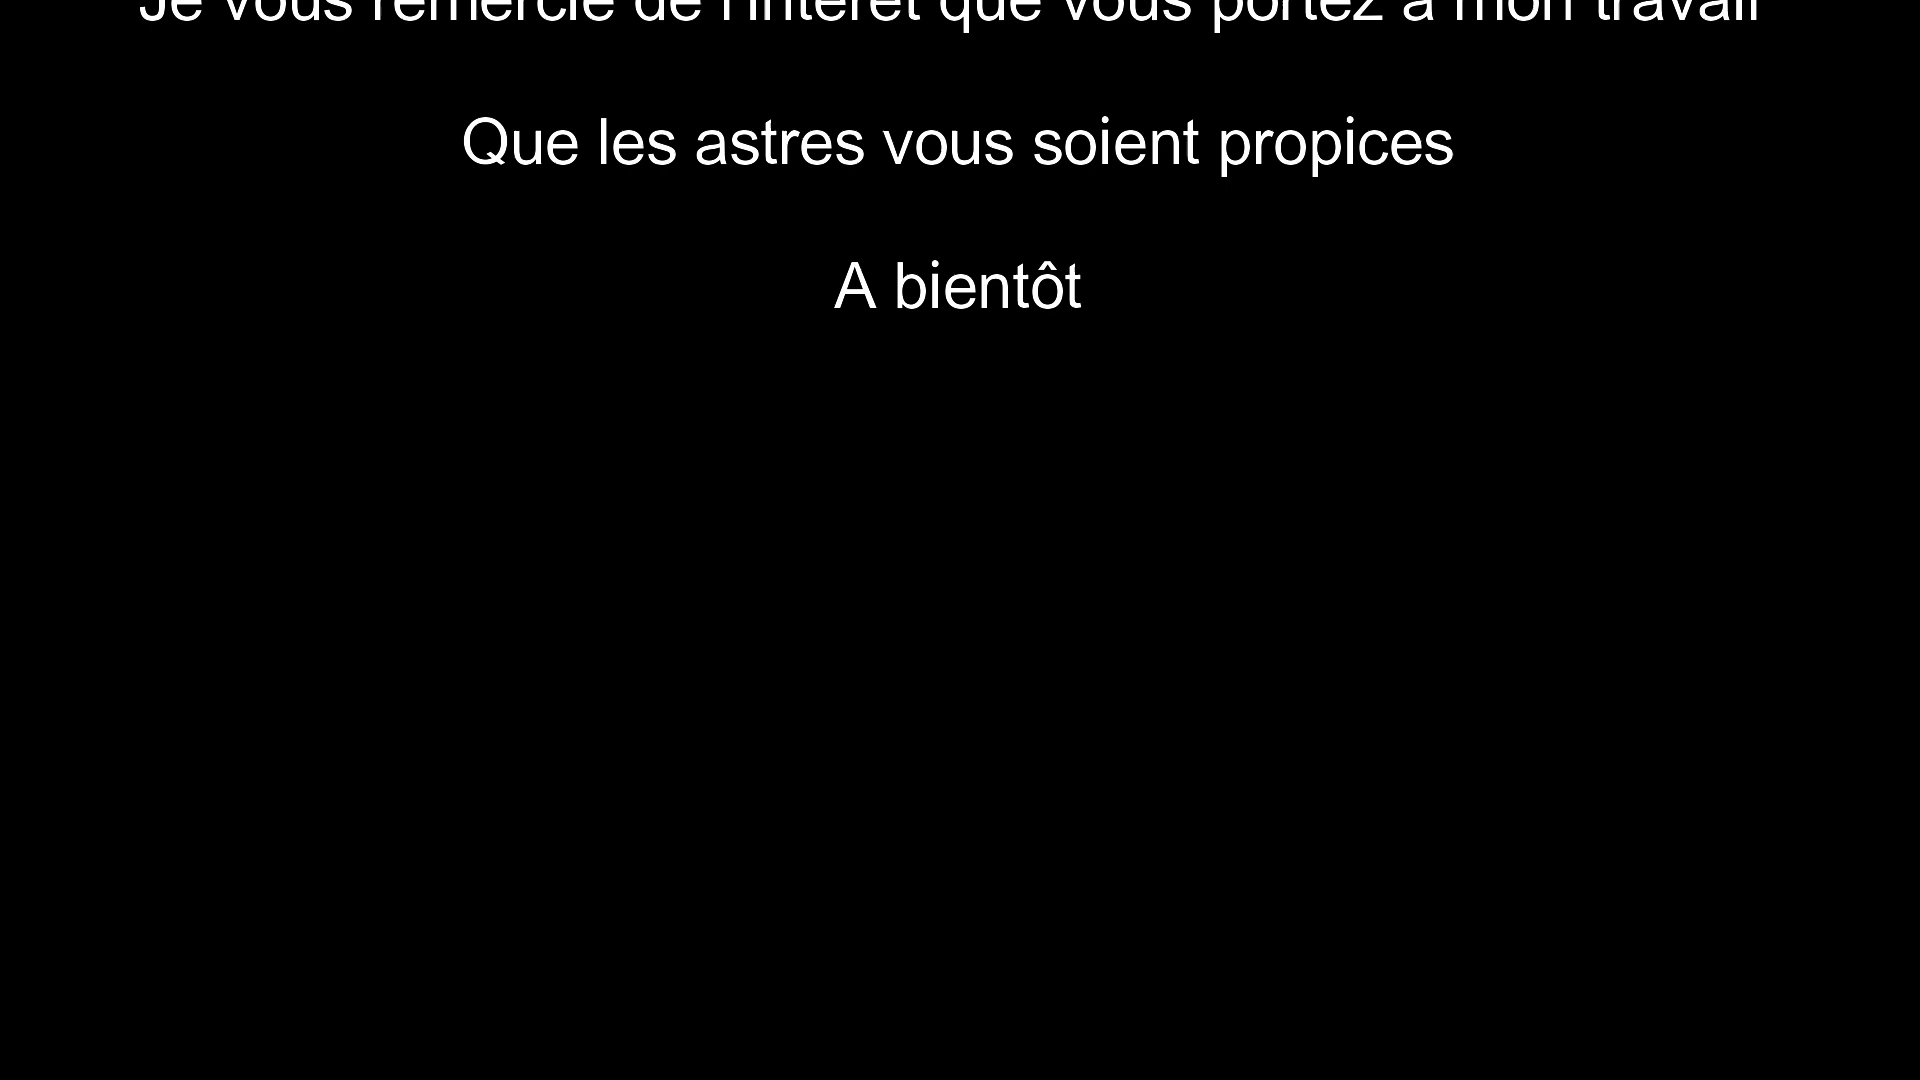 Je vous remercie de l'intérêt que vous portez à mon travail
Que les astres vous soient propices
A bientôt